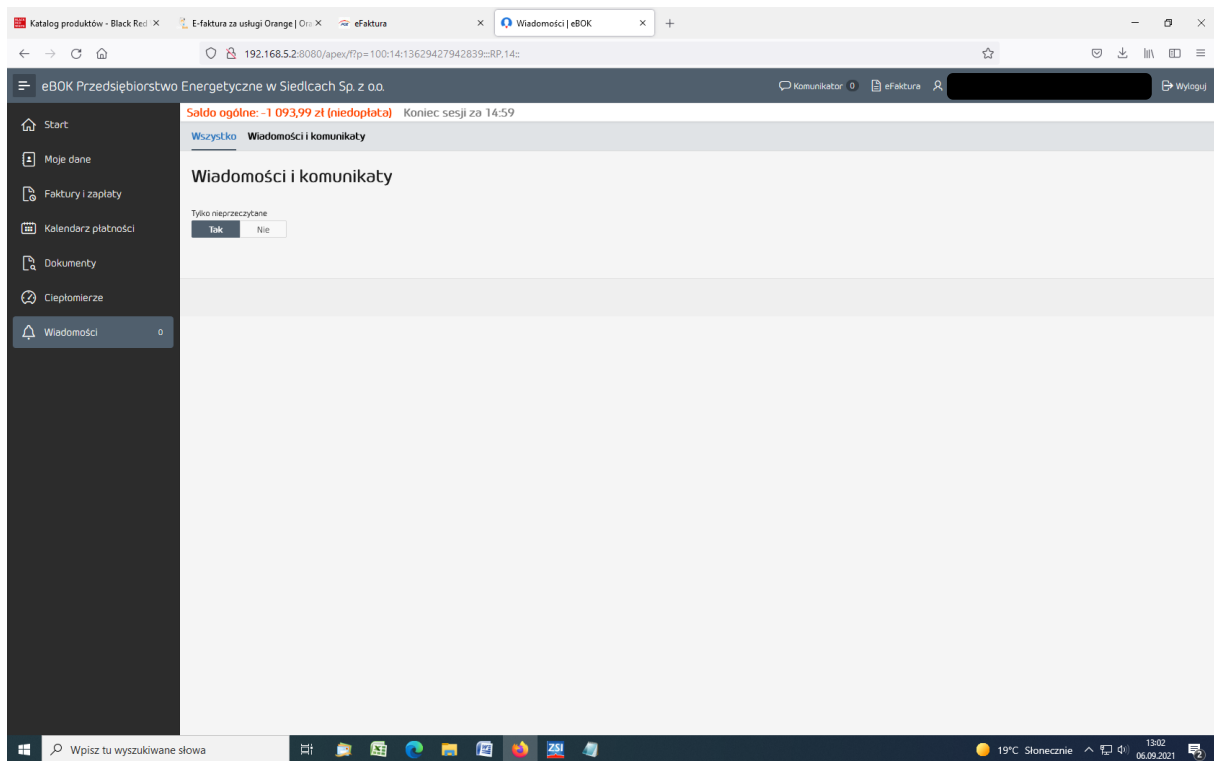 Katalog produktów - Black Red
E-faktura za usługi Orange | Ora
eFaktura
Wiadomości | eBOK
192.168.5.2:8080/apex/f?p=100:14:13629427942839:::RP,14::
eBOK Przedsiębiorstwo Energetyczne w Siedlcach Sp. z o.o.
Komunikator 0
eFaktura
Wyloguj
Saldo ogólne: -1 093,99 zł (niedopłata) Koniec sesji za 14:59
Start
Wszystko Wiadomości i komunikaty
Moje dane
Wiadomości i komunikaty
Faktury i zapłaty
Tylko nieprzeczytane
Tak Nie
Kalendarz płatności
Dokumenty
Ciepłomierze
Wiadomości 0
Wpisz tu wyszukiwane słowa
ZSI
19°C Słonecznie
13:02
06.09.2021
2